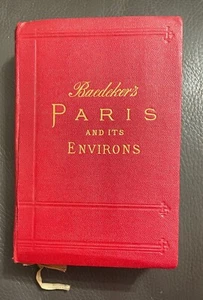 Baedeker's
PARIS
AND ITS
ENVIRONS